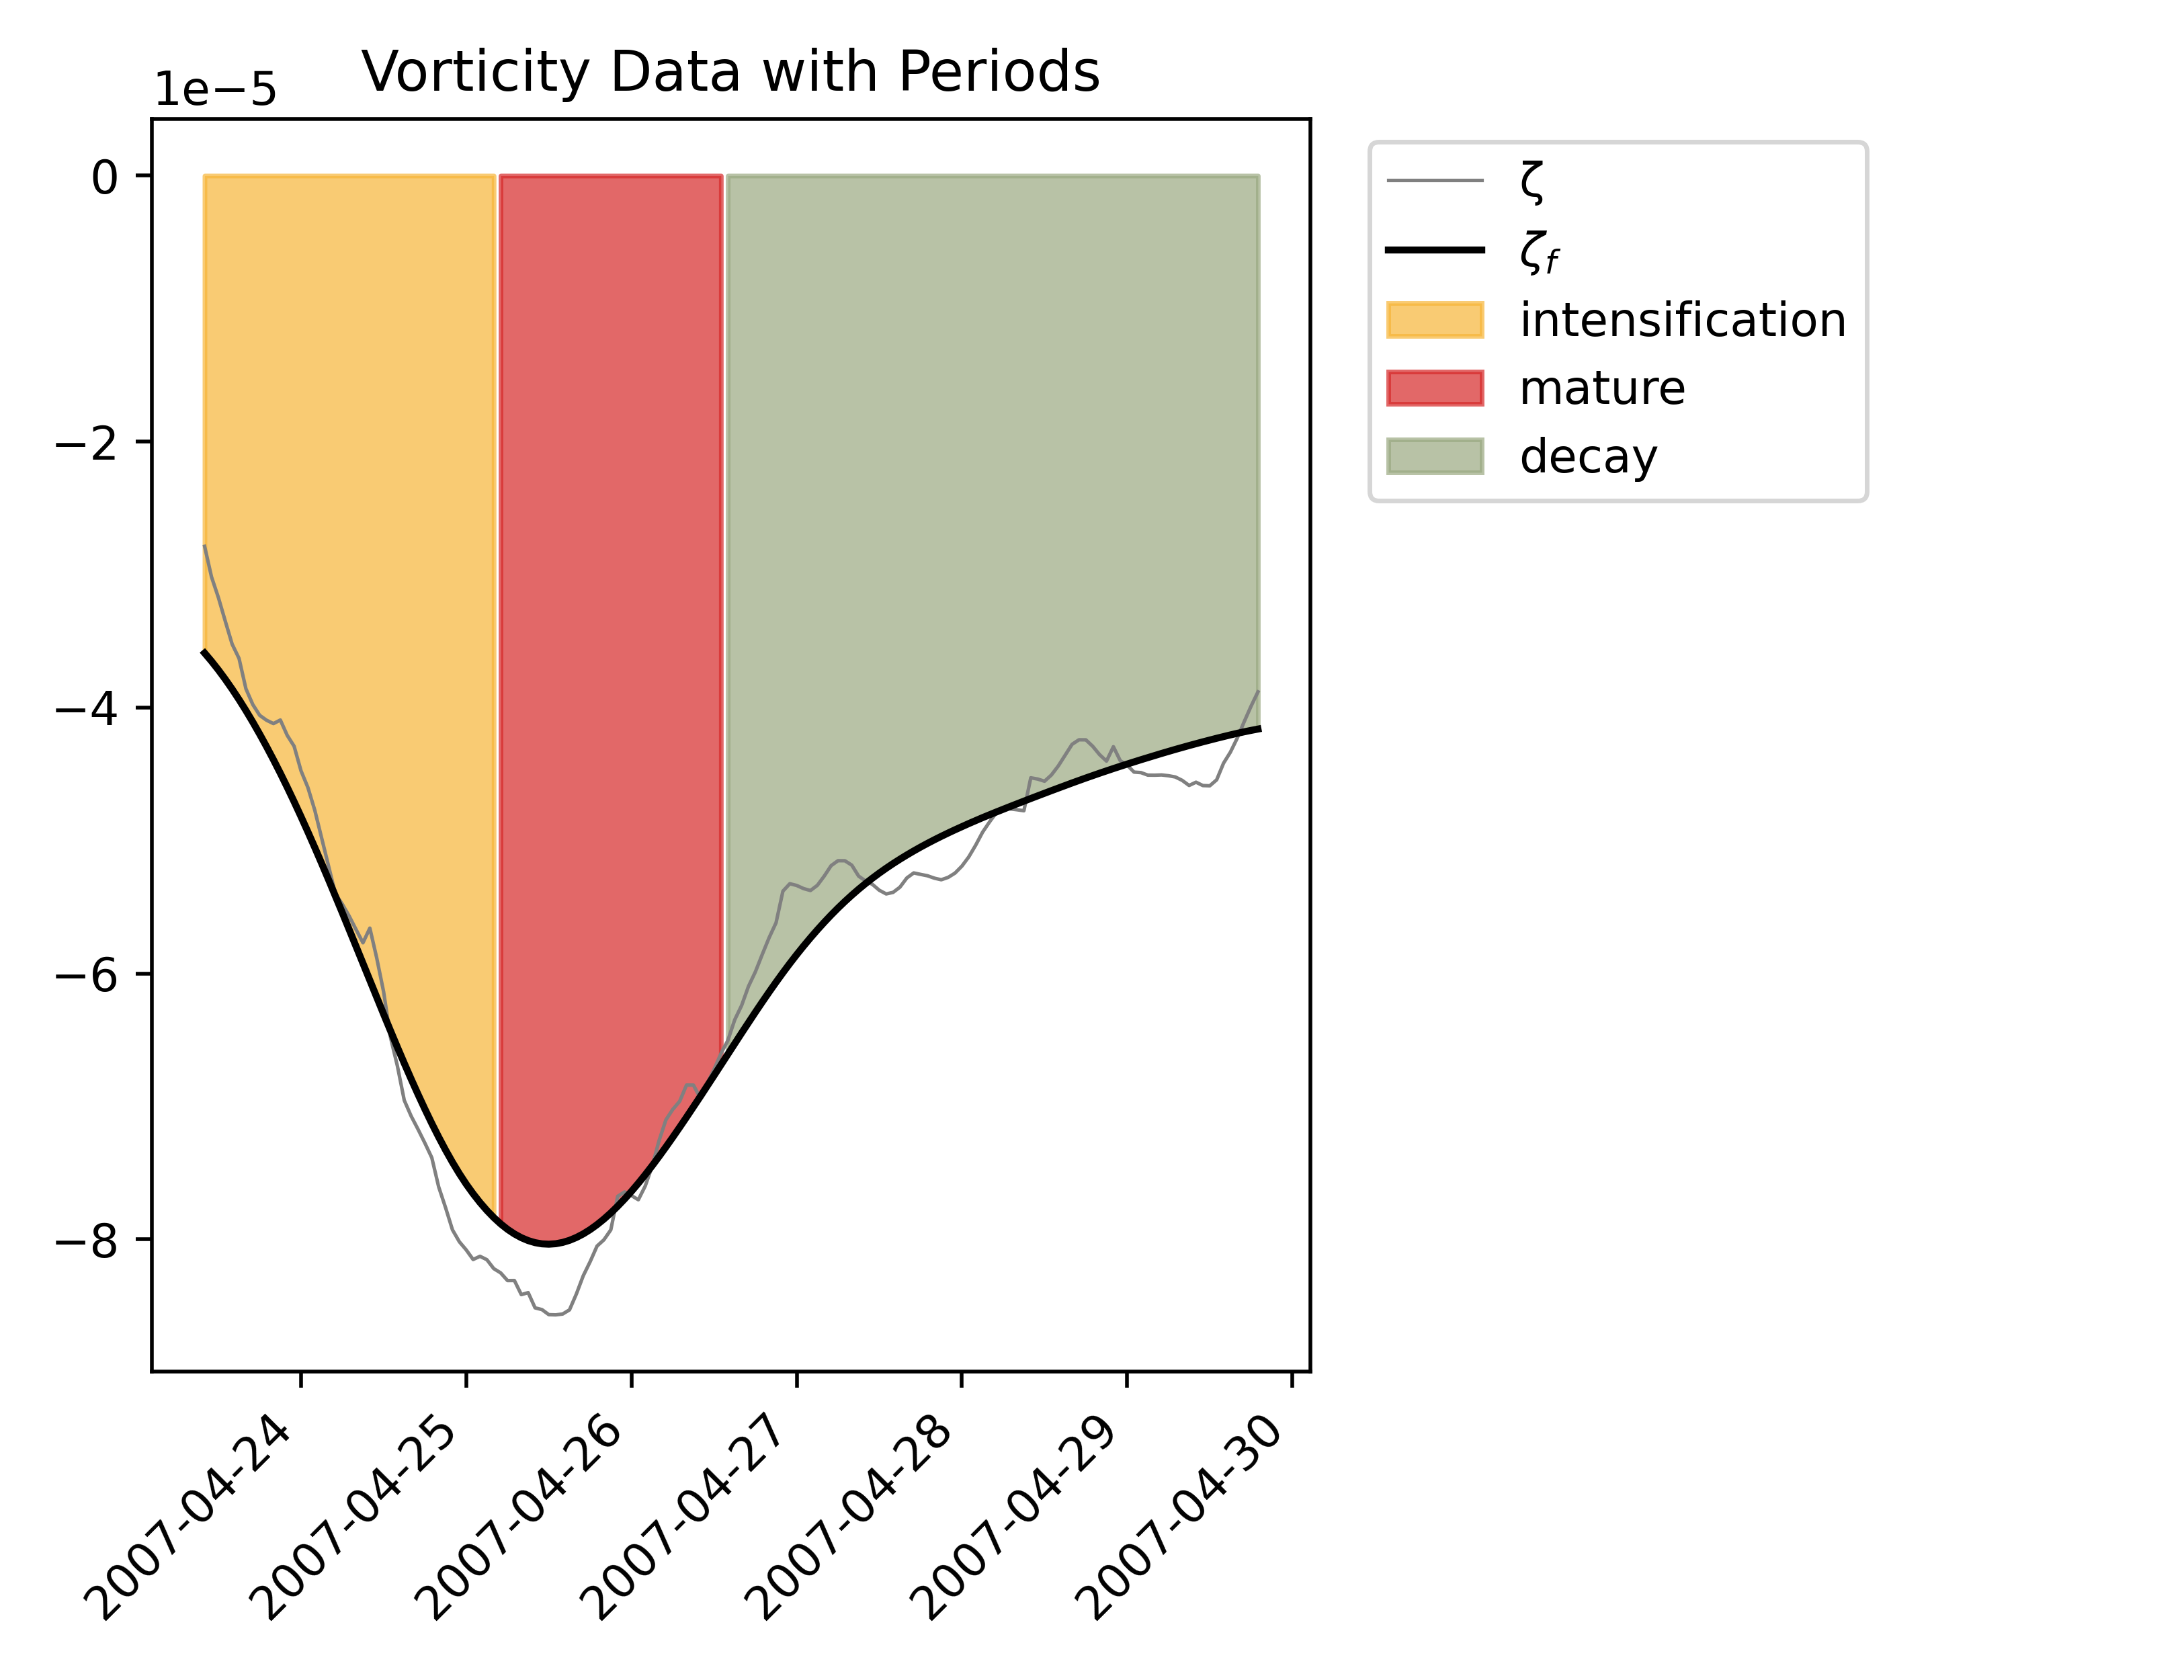 Vorticity Data with Periods
1e−5
0
−2
−4
−6
−8
2007-04-24
2007-04-25
2007-04-26
2007-04-27
2007-04-28
2007-04-29
2007-04-30
ζ
ζf
intensification
mature
decay